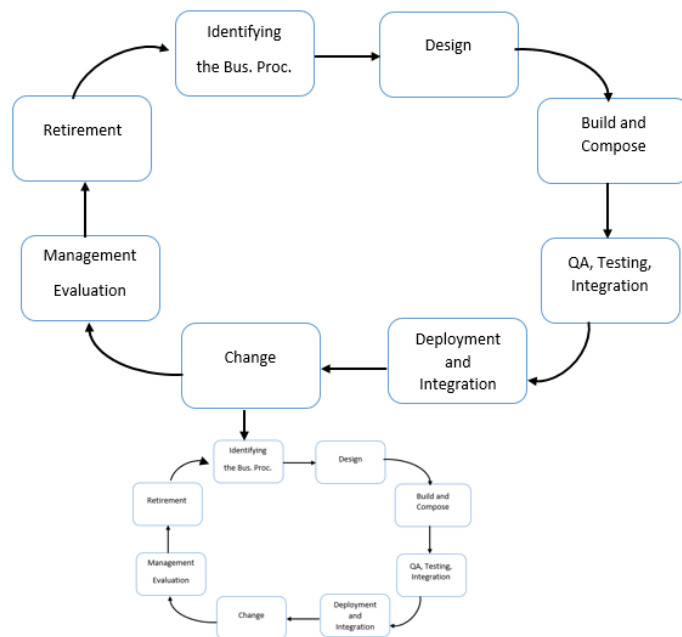 Identifying
the Bus. Proc.
Design
Build and
Compose
QA, Testing,
Integration
Deployment
and
Integration
Change
Management
Evaluation
Retirement
Identifying
the Bus. Proc.
Design
Build and
Compose
QA, Testing,
Integration
Deployment
and
Integration
Change
Management
Evaluation
Retirement